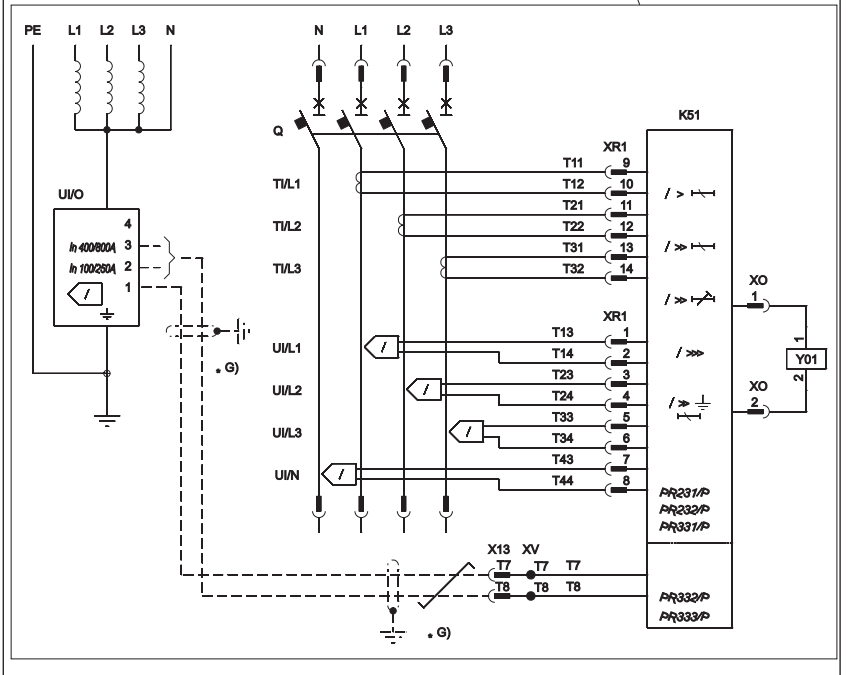 PE L1 L2 L3 N
N L1 L2 L3
K51
Q
XR1
T11 9
TI/L1
T12 10
/ >
UI/O
T21 11
4
TI/L2
T22 12
In 400/800A 3
T31 13
/ >>
In 100/250A 2
TI/L3
T32 14
1
/
XO
1
/ >>
XR1
T13 1
1
* G)
UI/L1
/
T14 2
/ >>>
Y01
T23 3
2
UI/L2
/
T24 4
XO
2
/ >>
T33 5
UI/L3
/
T34 6
T43 7
UI/N
/
T44 8
PR231/P
PR232/P
PR331/P
X13 XV
T7 T7 T7
T8 T8 T8
PR332/P
PR333/P
* G)